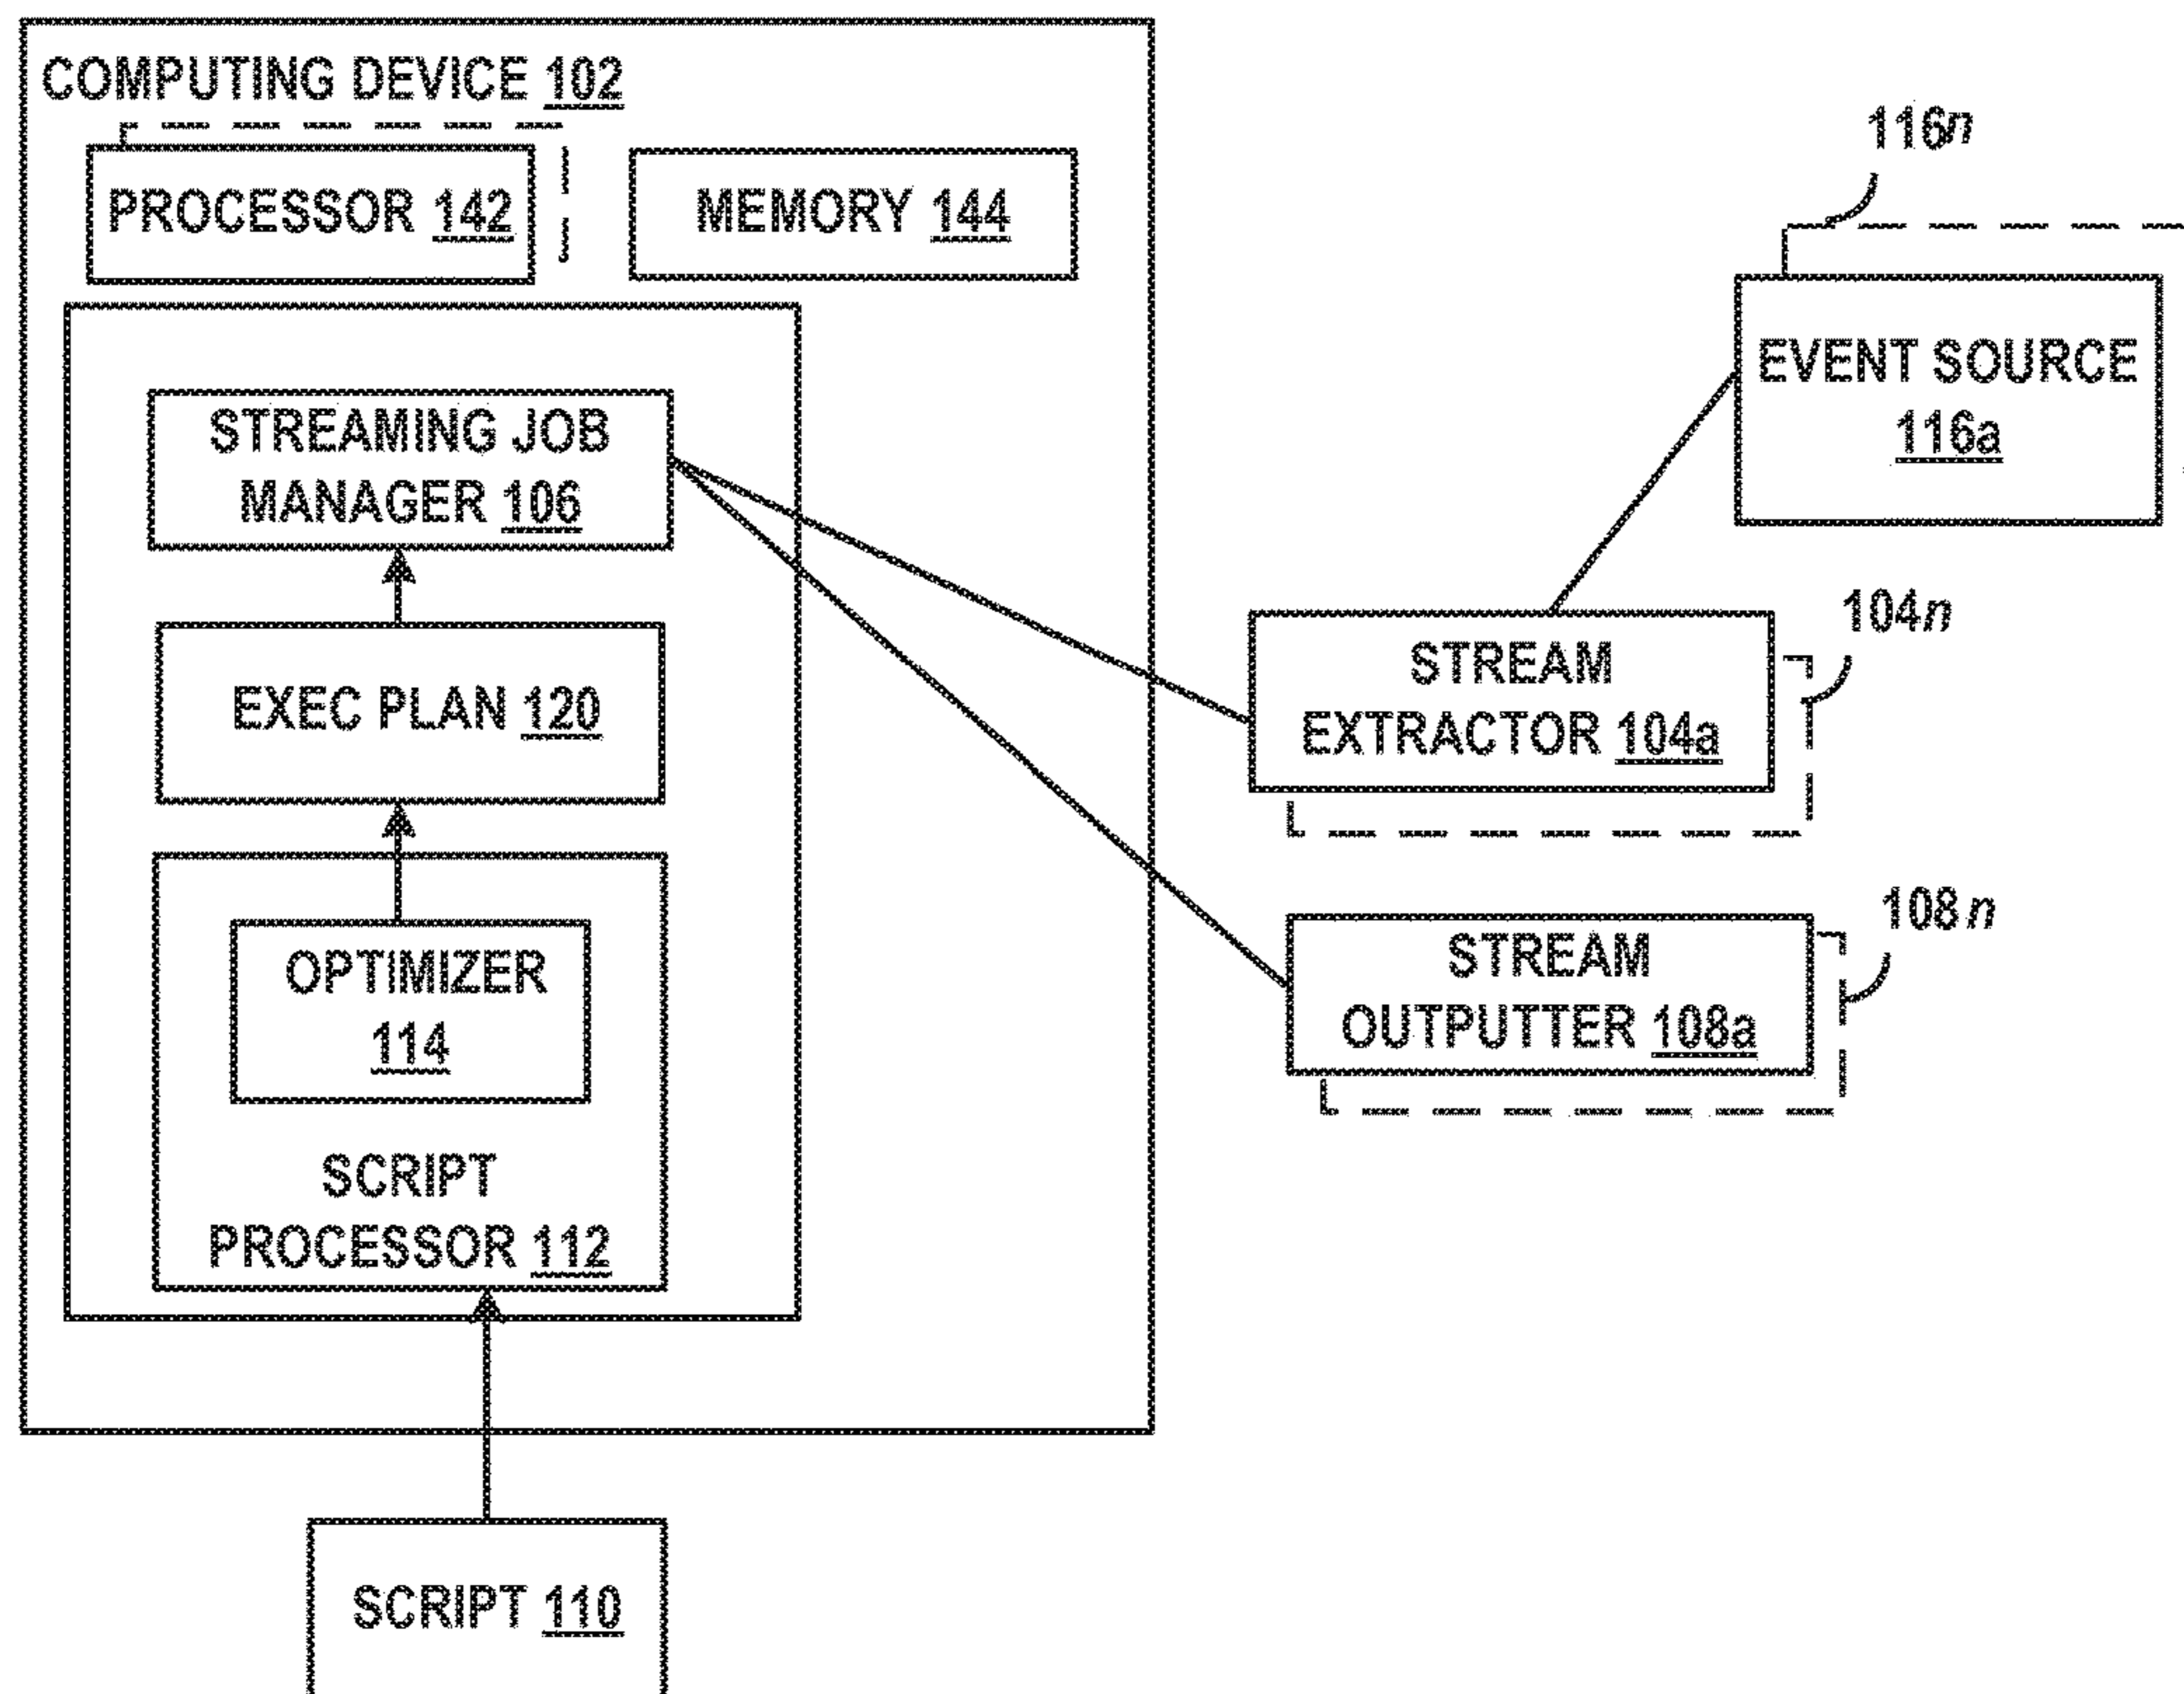 COMPUTING DEVICE 102
PROCESSOR 142
MEMORY 144
STREAMING JOB
MANAGER 106
EXEC PLAN 120
OPTIMIZER
114
SCRIPT
PROCESSOR 112
SCRIPT 110
116n
EVENT SOURCE
116a
104n
STREAM
EXTRACTOR 104a
108n
STREAM
OUTPUTTER 108a